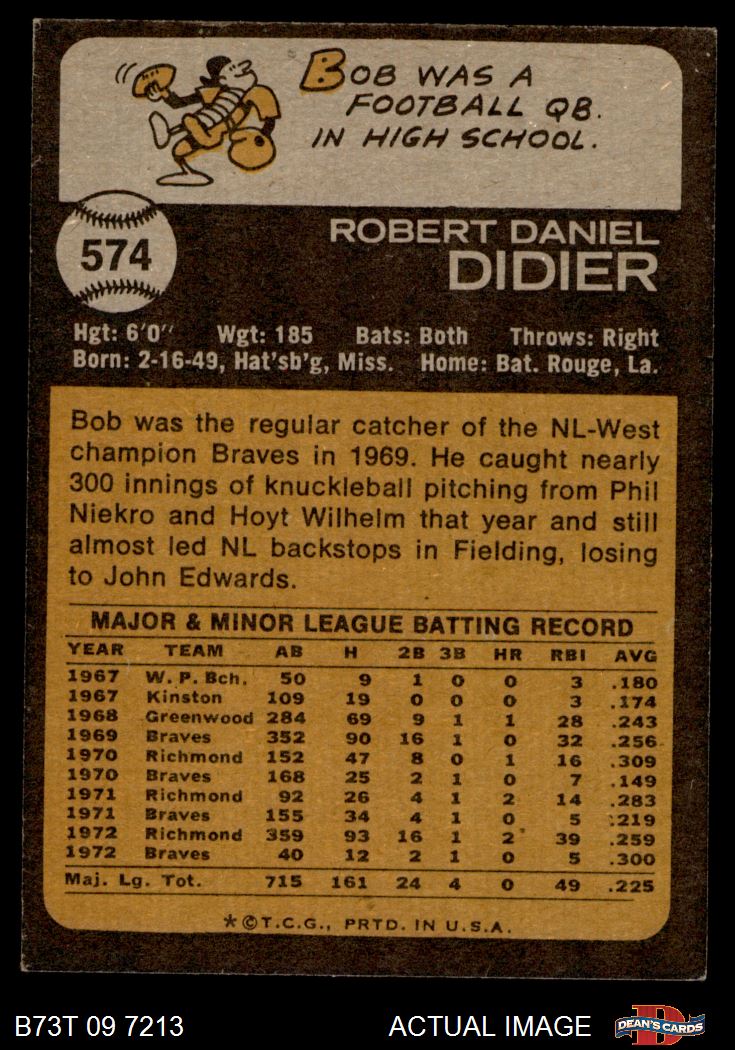 BOB WAS A
FOOTBALL QB.
IN HIGH SCHOOL.
574
ROBERT DANIEL
DIDIER
Hgt: 6'0" Wgt: 185 Bats: Both Throws: Right
Born: 2-16-49, Hat'sb'g, Miss. Home: Bat. Rouge, La.
Bob was the regular catcher of the NL-West
champion Braves in 1969. He caught nearly
300 innings of knuckleball pitching from Phil
Niekro and Hoyt Wilhelm that year and still
almost led NL backstops in Fielding, losing
to John Edwards.
MAJOR & MINOR LEAGUE BATTING RECORD
YEAR TEAM AB H 2B 3B HR RBI AVG
1967 W. P. Bch. 50 9 1 0 0 3 .180
1967 Kinston 109 19 0 0 0 3 .174
1968 Greenwood 284 69 9 1 1 28 .243
1969 Braves 352 90 16 1 0 32 .256
1970 Richmond 152 47 8 0 1 16 .309
1970 Braves 168 25 2 1 0 7 .149
1971 Richmond 92 26 4 1 2 14 .283
1971 Braves 155 34 4 1 0 5 .219
1972 Richmond 359 93 16 1 2 39 .259
1972 Braves 40 12 2 1 0 5 .300
Maj. Lg. Tot. 715 161 24 4 0 49 .225
*©T.C.G., PRTD. IN U.S.A.
B73T 09 7213 ACTUAL IMAGE DEAN'S CARDS